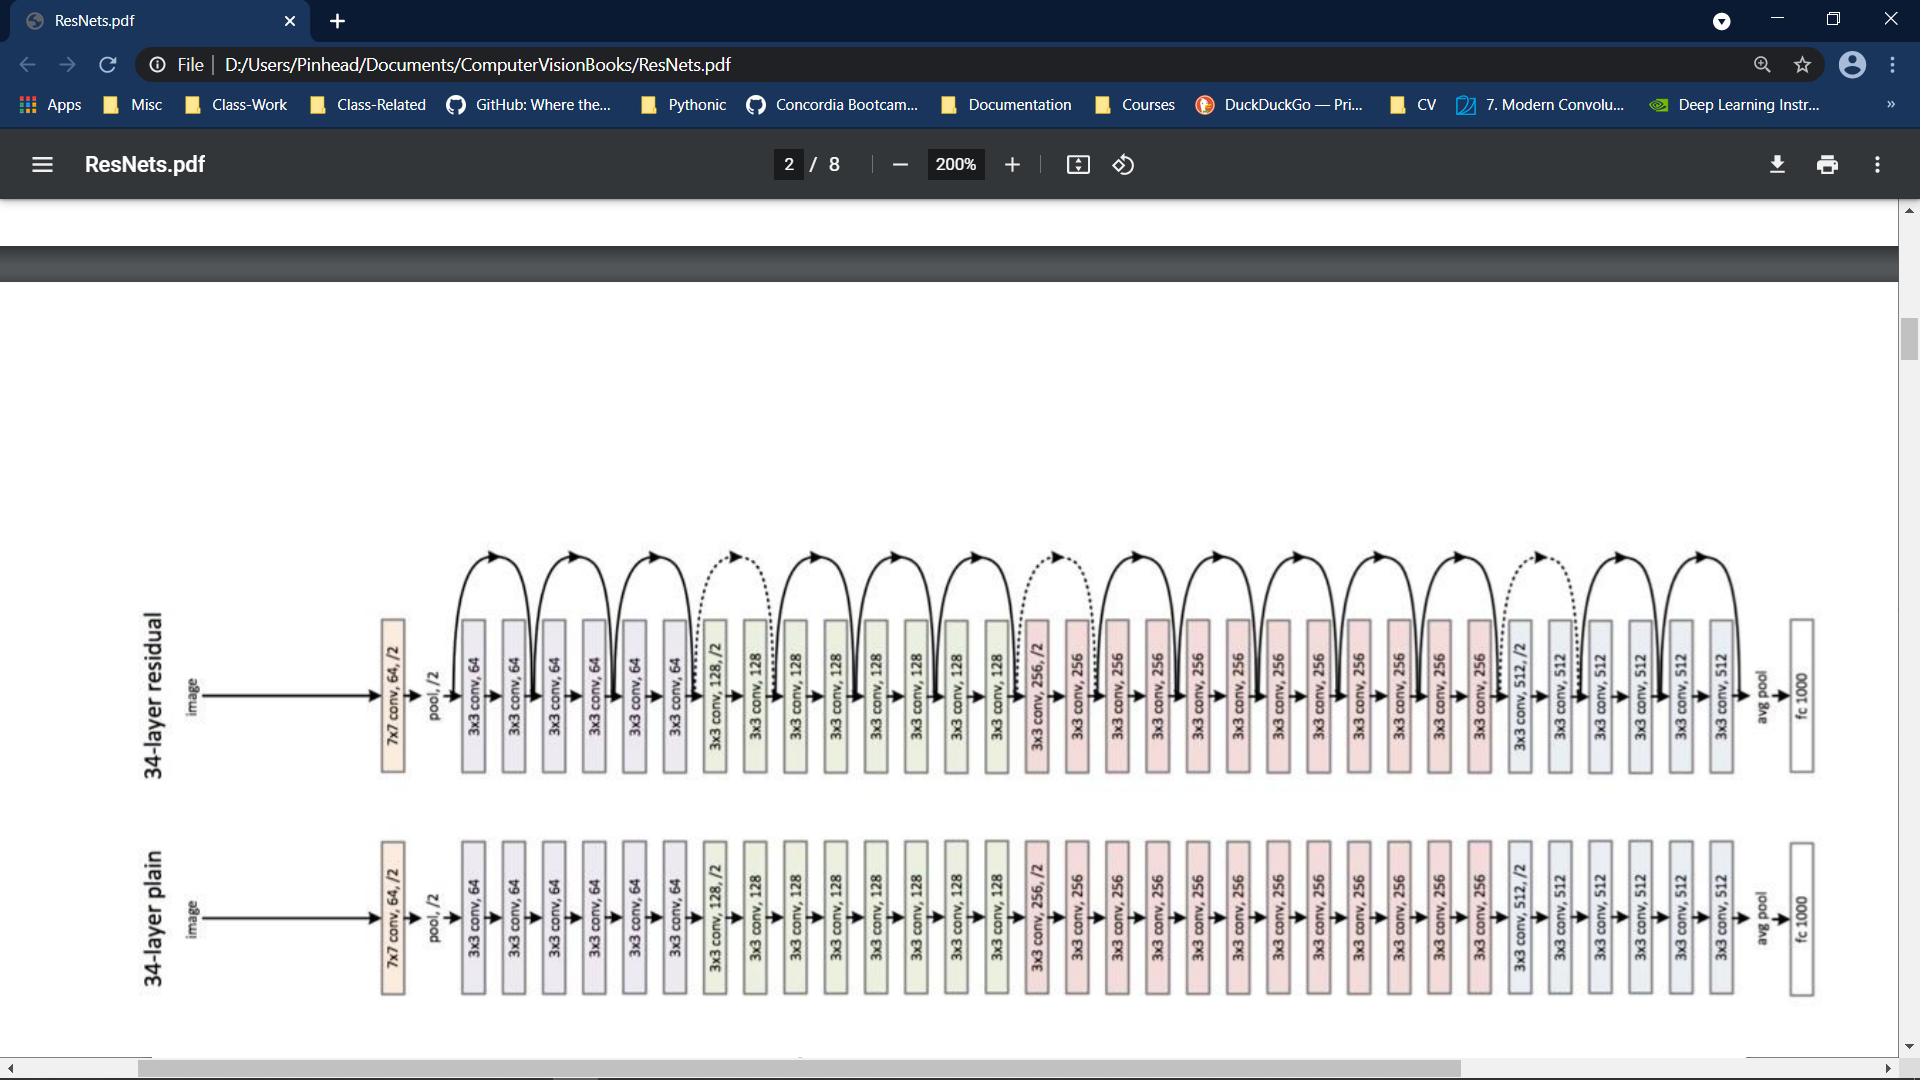 ResNets.pdf
File | D:/Users/Pinhead/Documents/ComputerVisionBooks/ResNets.pdf
Apps Misc Class-Work Class-Related GitHub: Where the... Pythonic Concordia Bootcam... Documentation Courses DuckDuckGo — Pri... CV 7. Modern Convolu... Deep Learning Instr... »
ResNets.pdf 2 / 8 200%
34-layer residual
image
7x7 conv, 64, /2
pool, /2
3x3 conv, 64
3x3 conv, 64
3x3 conv, 64
3x3 conv, 64
3x3 conv, 64
3x3 conv, 64
3x3 conv, 128, /2
3x3 conv, 128
3x3 conv, 128
3x3 conv, 128
3x3 conv, 128
3x3 conv, 128
3x3 conv, 128
3x3 conv, 128
3x3 conv, 256, /2
3x3 conv, 256
3x3 conv, 256
3x3 conv, 256
3x3 conv, 256
3x3 conv, 256
3x3 conv, 256
3x3 conv, 256
3x3 conv, 256
3x3 conv, 256
3x3 conv, 256
3x3 conv, 256
3x3 conv, 512, /2
3x3 conv, 512
3x3 conv, 512
3x3 conv, 512
3x3 conv, 512
3x3 conv, 512
avg pool
fc 1000
34-layer plain
image
7x7 conv, 64, /2
pool, /2
3x3 conv, 64
3x3 conv, 64
3x3 conv, 64
3x3 conv, 64
3x3 conv, 64
3x3 conv, 64
3x3 conv, 128, /2
3x3 conv, 128
3x3 conv, 128
3x3 conv, 128
3x3 conv, 128
3x3 conv, 128
3x3 conv, 128
3x3 conv, 128
3x3 conv, 256, /2
3x3 conv, 256
3x3 conv, 256
3x3 conv, 256
3x3 conv, 256
3x3 conv, 256
3x3 conv, 256
3x3 conv, 256
3x3 conv, 256
3x3 conv, 256
3x3 conv, 256
3x3 conv, 256
3x3 conv, 512, /2
3x3 conv, 512
3x3 conv, 512
3x3 conv, 512
3x3 conv, 512
3x3 conv, 512
avg pool
fc 1000